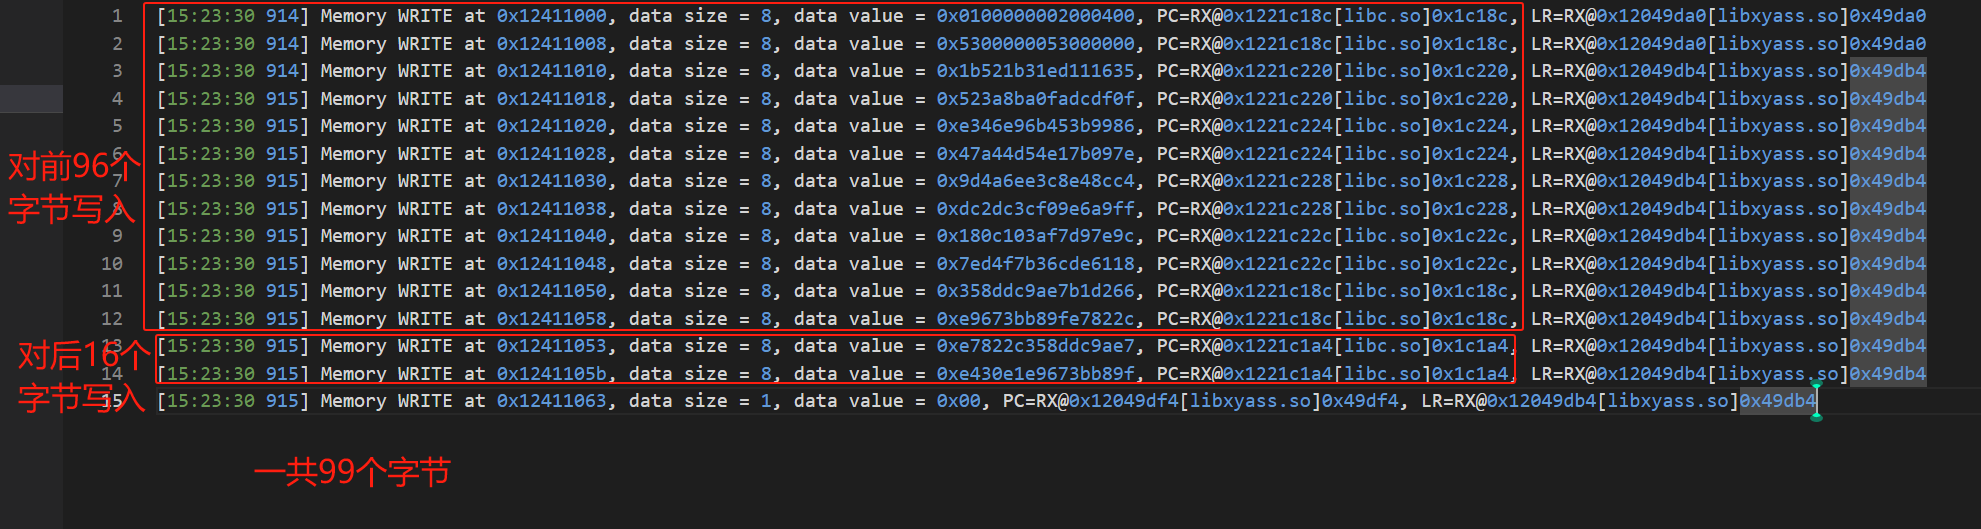 1 [15:23:30 914] Memory WRITE at 0x12411000, data size = 8, data value = 0x0100000002000400, PC=RX@0x1221c18c[libc.so]0x1c18c, LR=RX@0x12049da0[libxyass.so]0x49da0
2 [15:23:30 914] Memory WRITE at 0x12411008, data size = 8, data value = 0x5300000053000000, PC=RX@0x1221c18c[libc.so]0x1c18c, LR=RX@0x12049da0[libxyass.so]0x49da0
3 [15:23:30 914] Memory WRITE at 0x12411010, data size = 8, data value = 0x1b521b31ed111635, PC=RX@0x1221c220[libc.so]0x1c220, LR=RX@0x12049db4[libxyass.so]0x49db4
4 [15:23:30 915] Memory WRITE at 0x12411018, data size = 8, data value = 0x523a8ba0fadcdf0f, PC=RX@0x1221c220[libc.so]0x1c220, LR=RX@0x12049db4[libxyass.so]0x49db4
5 [15:23:30 915] Memory WRITE at 0x12411020, data size = 8, data value = 0xe346e96b453b9986, PC=RX@0x1221c224[libc.so]0x1c224, LR=RX@0x12049db4[libxyass.so]0x49db4
6 [15:23:30 915] Memory WRITE at 0x12411028, data size = 8, data value = 0x47a44d54e17b097e, PC=RX@0x1221c224[libc.so]0x1c224, LR=RX@0x12049db4[libxyass.so]0x49db4
7 [15:23:30 915] Memory WRITE at 0x12411030, data size = 8, data value = 0x9d4a6ee3c8e48cc4, PC=RX@0x1221c228[libc.so]0x1c228, LR=RX@0x12049db4[libxyass.so]0x49db4
8 [15:23:30 915] Memory WRITE at 0x12411038, data size = 8, data value = 0xdc2dc3cf09e6a9ff, PC=RX@0x1221c228[libc.so]0x1c228, LR=RX@0x12049db4[libxyass.so]0x49db4
9 [15:23:30 915] Memory WRITE at 0x12411040, data size = 8, data value = 0x180c103af7d97e9c, PC=RX@0x1221c22c[libc.so]0x1c22c, LR=RX@0x12049db4[libxyass.so]0x49db4
10 [15:23:30 915] Memory WRITE at 0x12411048, data size = 8, data value = 0x7ed4f7b36cde6118, PC=RX@0x1221c22c[libc.so]0x1c22c, LR=RX@0x12049db4[libxyass.so]0x49db4
11 [15:23:30 915] Memory WRITE at 0x12411050, data size = 8, data value = 0x358ddc9ae7b1d266, PC=RX@0x1221c18c[libc.so]0x1c18c, LR=RX@0x12049db4[libxyass.so]0x49db4
12 [15:23:30 915] Memory WRITE at 0x12411058, data size = 8, data value = 0xe9673bb89fe7822c, PC=RX@0x1221c18c[libc.so]0x1c18c, LR=RX@0x12049db4[libxyass.so]0x49db4
13 [15:23:30 915] Memory WRITE at 0x12411053, data size = 8, data value = 0xe7822c358ddc9ae7, PC=RX@0x1221c1a4[libc.so]0x1c1a4, LR=RX@0x12049db4[libxyass.so]0x49db4
14 [15:23:30 915] Memory WRITE at 0x1241105b, data size = 8, data value = 0xe430e1e9673bb89f, PC=RX@0x1221c1a4[libc.so]0x1c1a4, LR=RX@0x12049db4[libxyass.so]0x49db4
15 [15:23:30 915] Memory WRITE at 0x12411063, data size = 1, data value = 0x00, PC=RX@0x12049df4[libxyass.so]0x49df4, LR=RX@0x12049db4[libxyass.so]0x49db4
对前96个
字节写入
对后16个
字节写入
一共99个字节